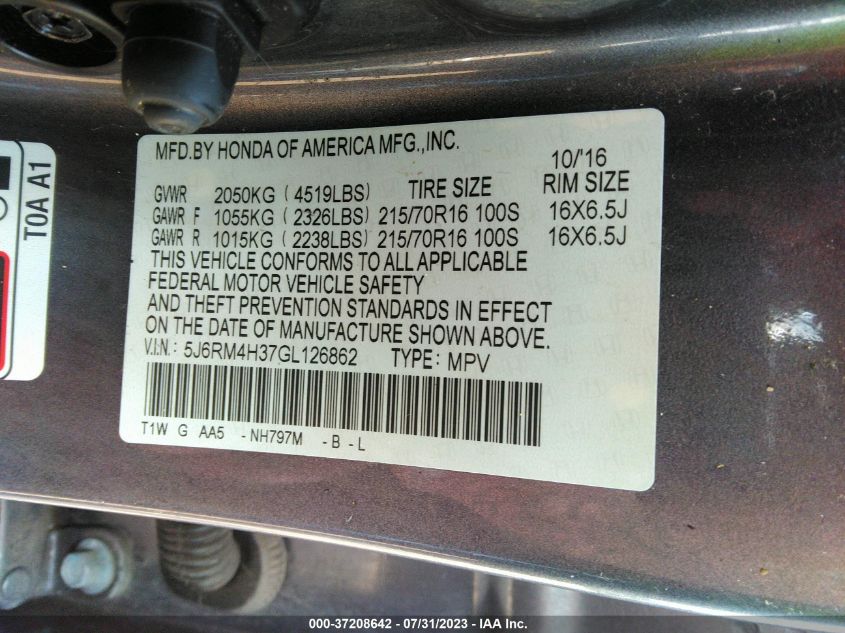 T0A A1
MFD.BY HONDA OF AMERICA MFG.,INC.
10/'16
GVWR 2050KG ( 4519LBS) TIRE SIZE RIM SIZE
GAWR F 1055KG ( 2326LBS) 215/70R16 100S 16X6.5J
GAWR R 1015KG ( 2238LBS) 215/70R16 100S 16X6.5J
THIS VEHICLE CONFORMS TO ALL APPLICABLE
FEDERAL MOTOR VEHICLE SAFETY
AND THEFT PREVENTION STANDARDS IN EFFECT
ON THE DATE OF MANUFACTURE SHOWN ABOVE.
V.I.N.: 5J6RM4H37GL126862 TYPE: MPV
T1W G AA5 -NH797M - B - L
000-37208642 - 07/31/2023 - IAAI.com